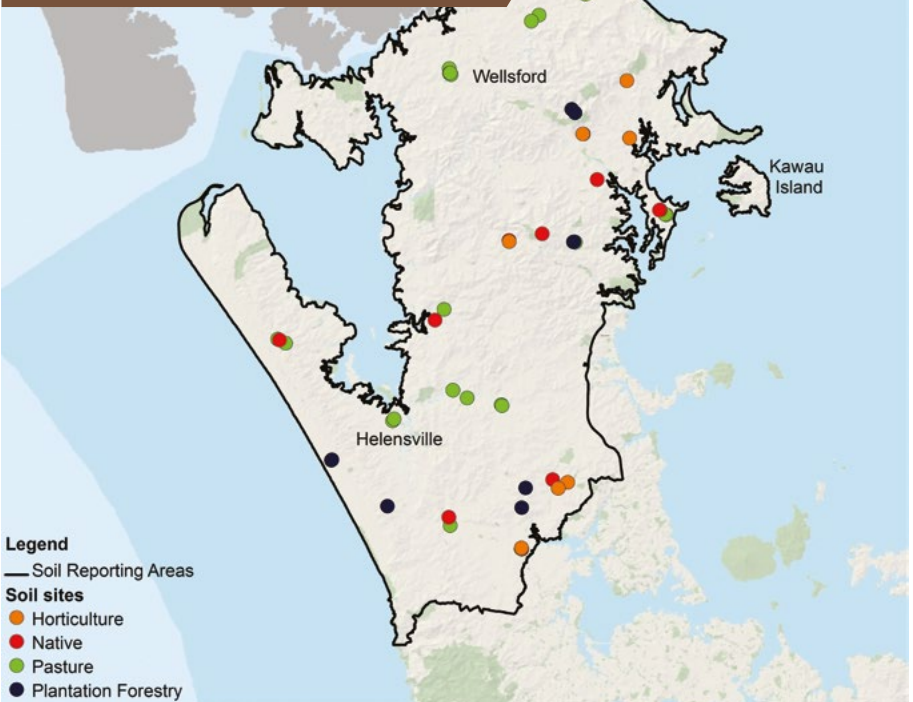 Wellsford
Kawau
Island
Helensville
Legend
Soil Reporting Areas
Soil sites
Horticulture
Native
Pasture
Plantation Forestry